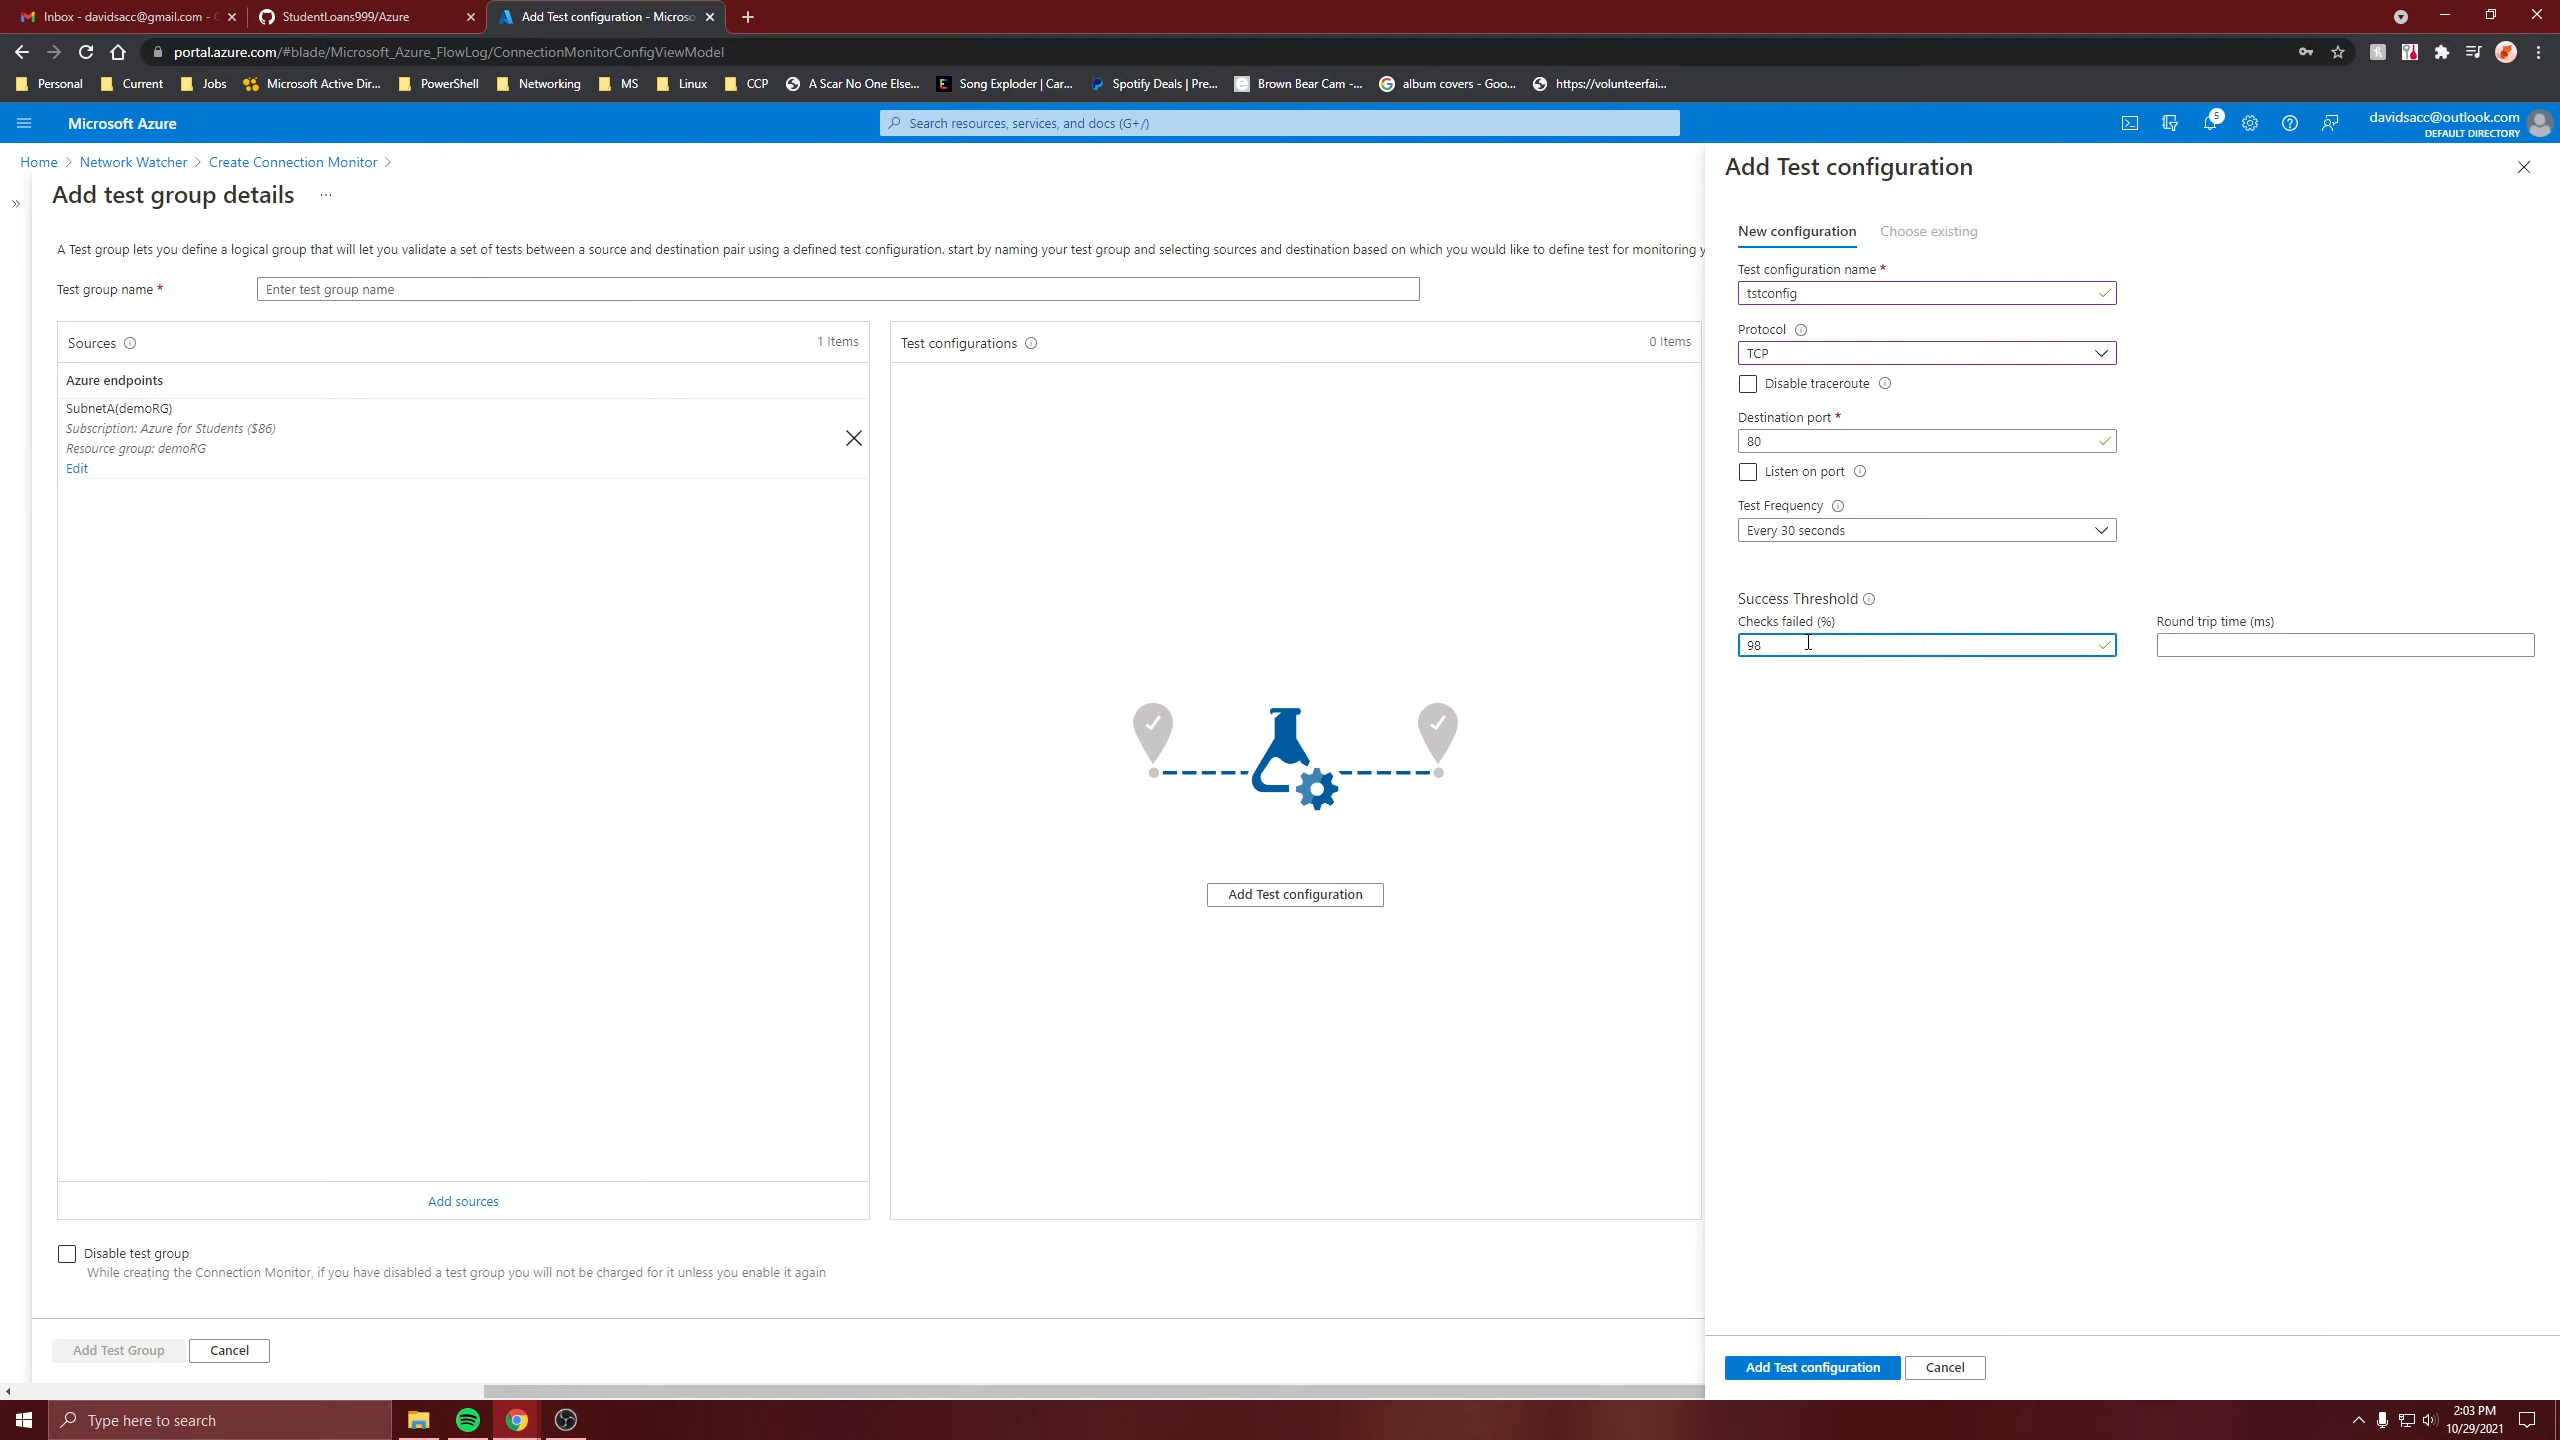 Inbox - davidsacc@gmail.com -
StudentLoans999/Azure
Add Test configuration - Microso
portal.azure.com/#blade/Microsoft_Azure_FlowLog/ConnectionMonitorConfigViewModel
Personal
Current
Jobs
Microsoft Active Dir...
PowerShell
Networking
MS
Linux
CCP
A Scar No One Else...
Song Exploder | Car...
Spotify Deals | Pre...
Brown Bear Cam -...
album covers - Goo...
https://volunteerfai...
Microsoft Azure
Search resources, services, and docs (G+/)
5
davidsacc@outlook.com
DEFAULT DIRECTORY
Home > Network Watcher > Create Connection Monitor >
Add test group details ...
A Test group lets you define a logical group that will let you validate a set of tests between a source and destination pair using a defined test configuration. start by naming your test group and selecting sources and destination based on which you would like to define test for monitoring y
Test group name *
Enter test group name
Sources
1 Items
Azure endpoints
SubnetA(demoRG)
Subscription: Azure for Students ($86)
Resource group: demoRG
Edit
Add sources
Test configurations
0 Items
Add Test configuration
Disable test group
While creating the Connection Monitor, if you have disabled a test group you will not be charged for it unless you enable it again
Add Test Group
Cancel
Add Test configuration
New configuration
Choose existing
Test configuration name *
tstconfig
Protocol
TCP
Disable traceroute
Destination port *
80
Listen on port
Test Frequency
Every 30 seconds
Success Threshold
Checks failed (%)
98
Round trip time (ms)
Add Test configuration
Cancel
Type here to search
2:03 PM
10/29/2021